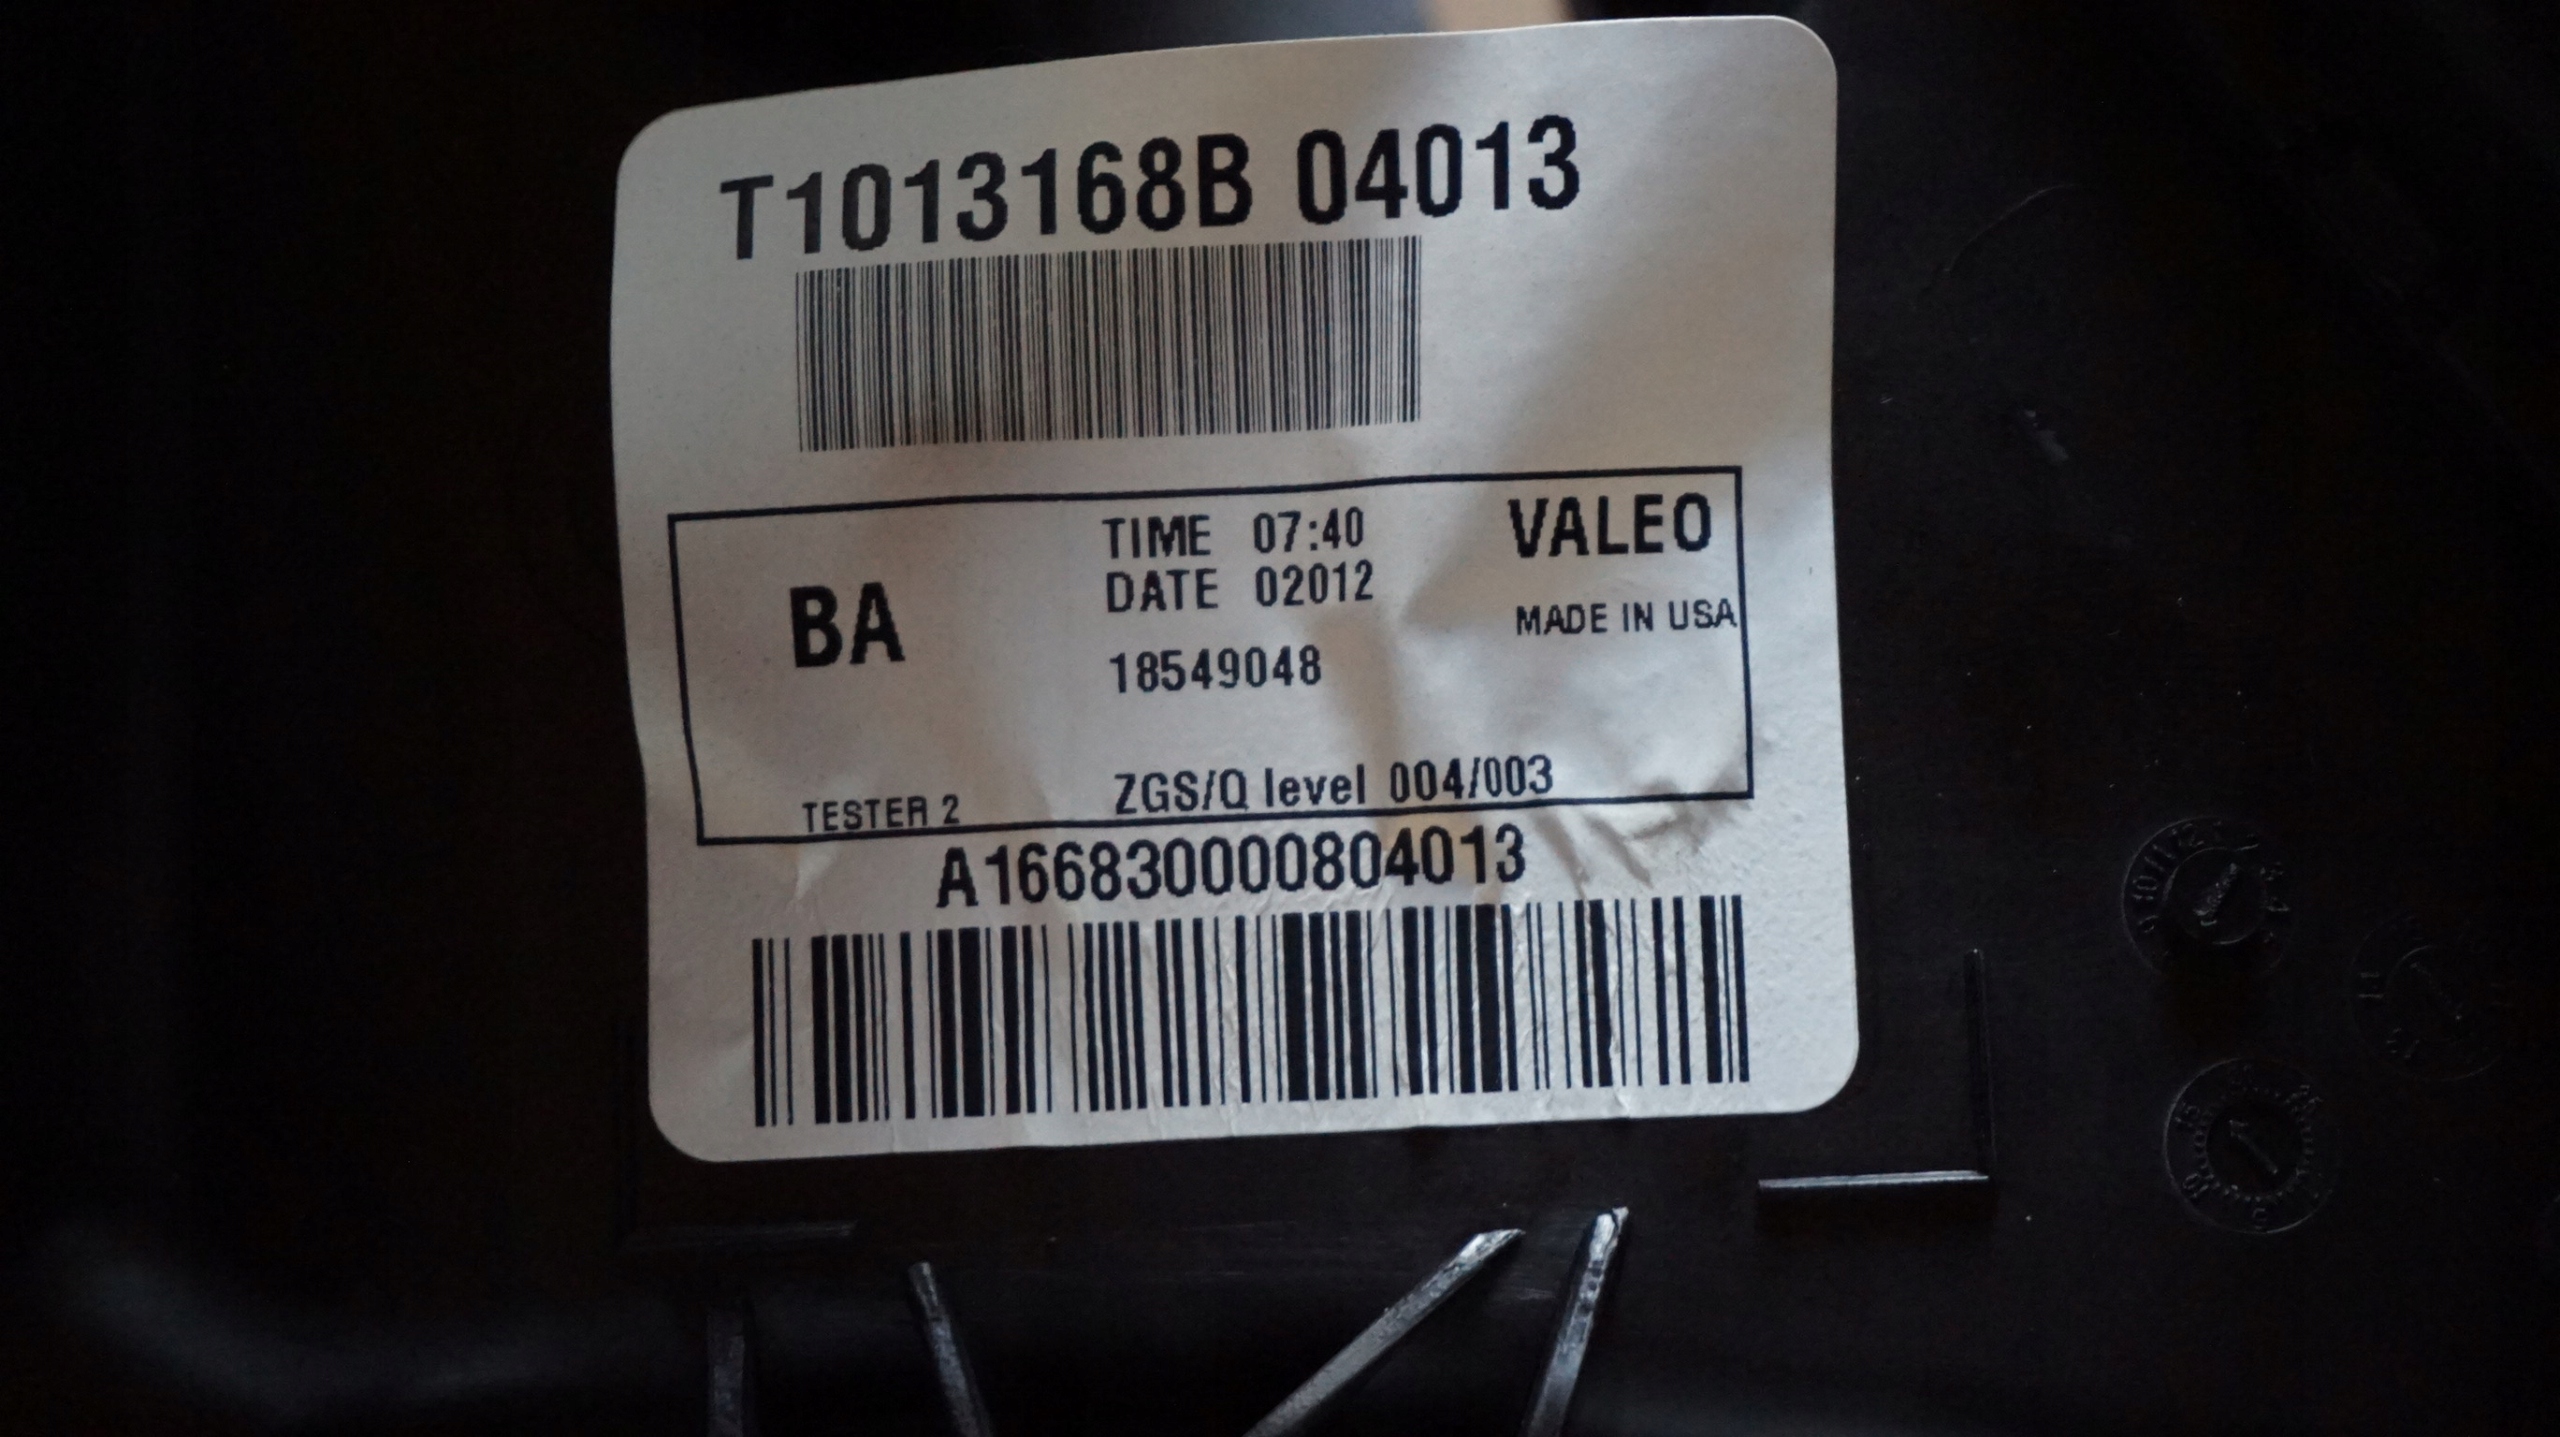 T1013168B 04013
TIME 07:40
DATE 02012
VALEO
MADE IN USA
BA
18549048
TESTER 2
ZGS/Q level 004/003
A166830000804013